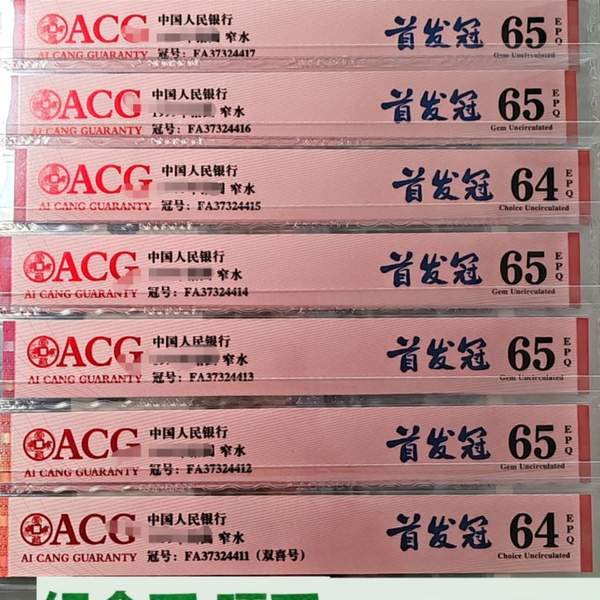 ACG 中国人民银行 首发冠 65 EPQ
窄水
冠号：FA37324417 Gem Uncirculated
ACG 中国人民银行 首发冠 65 EPQ
窄水
AI CANG GUARANTY 冠号：FA37324416 Gem Uncirculated
ACG 中国人民银行 首发冠 64 EPQ
窄水
AI CANG GUARANTY 冠号：FA37324415 Choice Uncirculated
ACG 中国人民银行 首发冠 65 EPQ
窄水
AI CANG GUARANTY 冠号：FA37324414 Gem Uncirculated
ACG 中国人民银行 首发冠 65 EPQ
窄水
AI CANG GUARANTY 冠号：FA37324413 Gem Uncirculated
ACG 中国人民银行 首发冠 65 EPQ
窄水
AI CANG GUARANTY 冠号：FA37324412 Gem Uncirculated
ACG 中国人民银行 首发冠 64 EPQ
窄水
AI CANG GUARANTY 冠号：FA37324411（双喜号） Choice Uncirculated